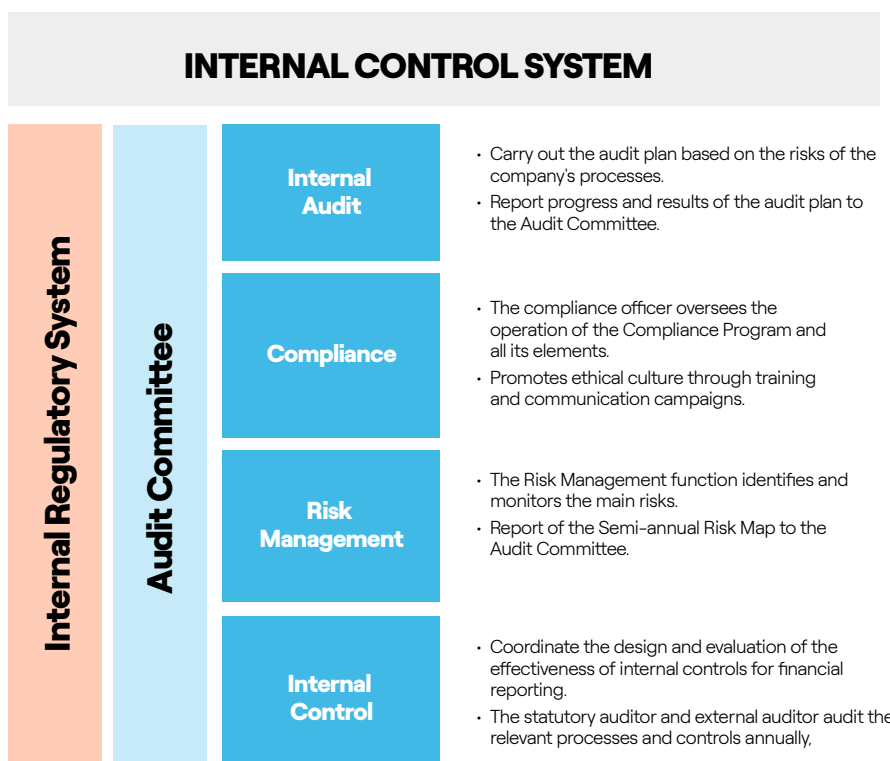 INTERNAL CONTROL SYSTEM
Internal Regulatory System
Audit Committee
Internal
Audit
• Carry out the audit plan based on the risks of the
company's processes.
• Report progress and results of the audit plan to
the Audit Committee.
Compliance
• The compliance officer oversees the
operation of the Compliance Program and
all its elements.
• Promotes ethical culture through training
and communication campaigns.
Risk
Management
• The Risk Management function identifies and
monitors the main risks.
• Report of the Semi-annual Risk Map to the
Audit Committee.
Internal
Control
• Coordinate the design and evaluation of the
effectiveness of internal controls for financial
reporting.
• The statutory auditor and external auditor audit the
relevant processes and controls annually,